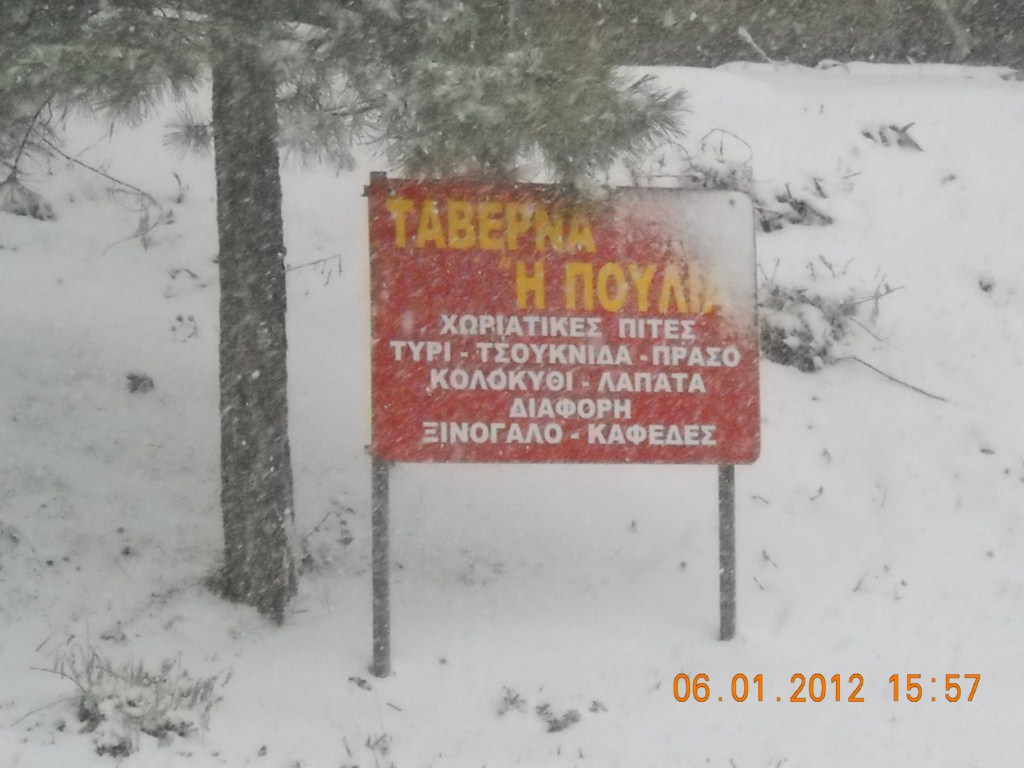 ΤΑΒΕΡΝΑ
"Η ΠΟΥΛΙΑ
ΧΩΡΙΑΤΙΚΕΣ ΠΙΤΕΣ
ΤΥΡΙ - ΤΣΟΥΚΝΙΔΑ - ΠΡΑΣΟ
ΚΟΛΟΚΥΘΙ - ΛΑΠΑΤΑ
ΔΙΑΦΟΡΗ
ΞΙΝΟΓΑΛΟ - ΚΑΦΕΔΕΣ
06.01.2012 15:57